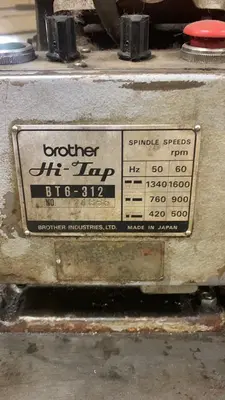 brother
Hi-Tap
BT6-312
NO
BROTHER INDUSTRIES, LTD.
SPINDLE SPEEDS
rpm
Hz 50 60
1340 1600
760 900
420 500
MADE IN JAPAN